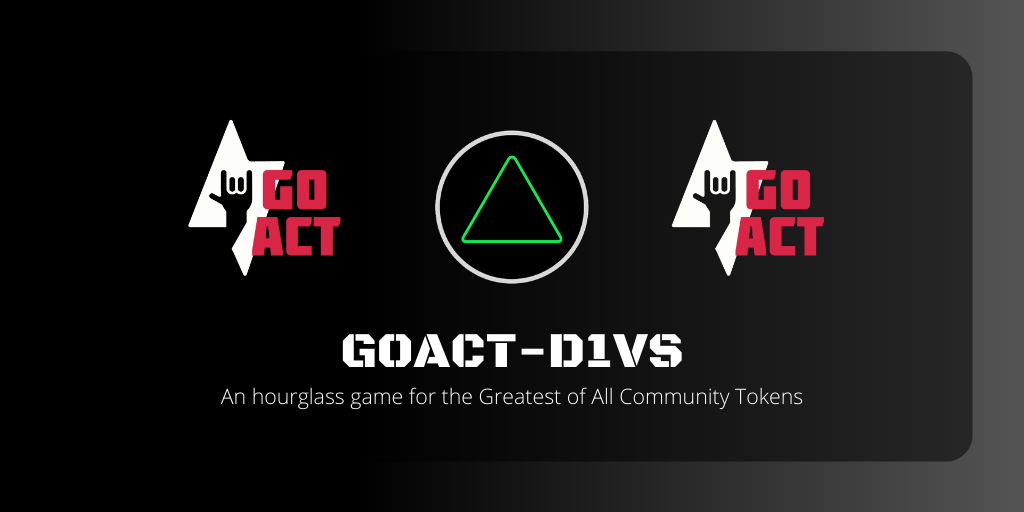 GO
ACT
GO
ACT
GOACT-D1VS
An hourglass game for the Greatest of All Community Tokens